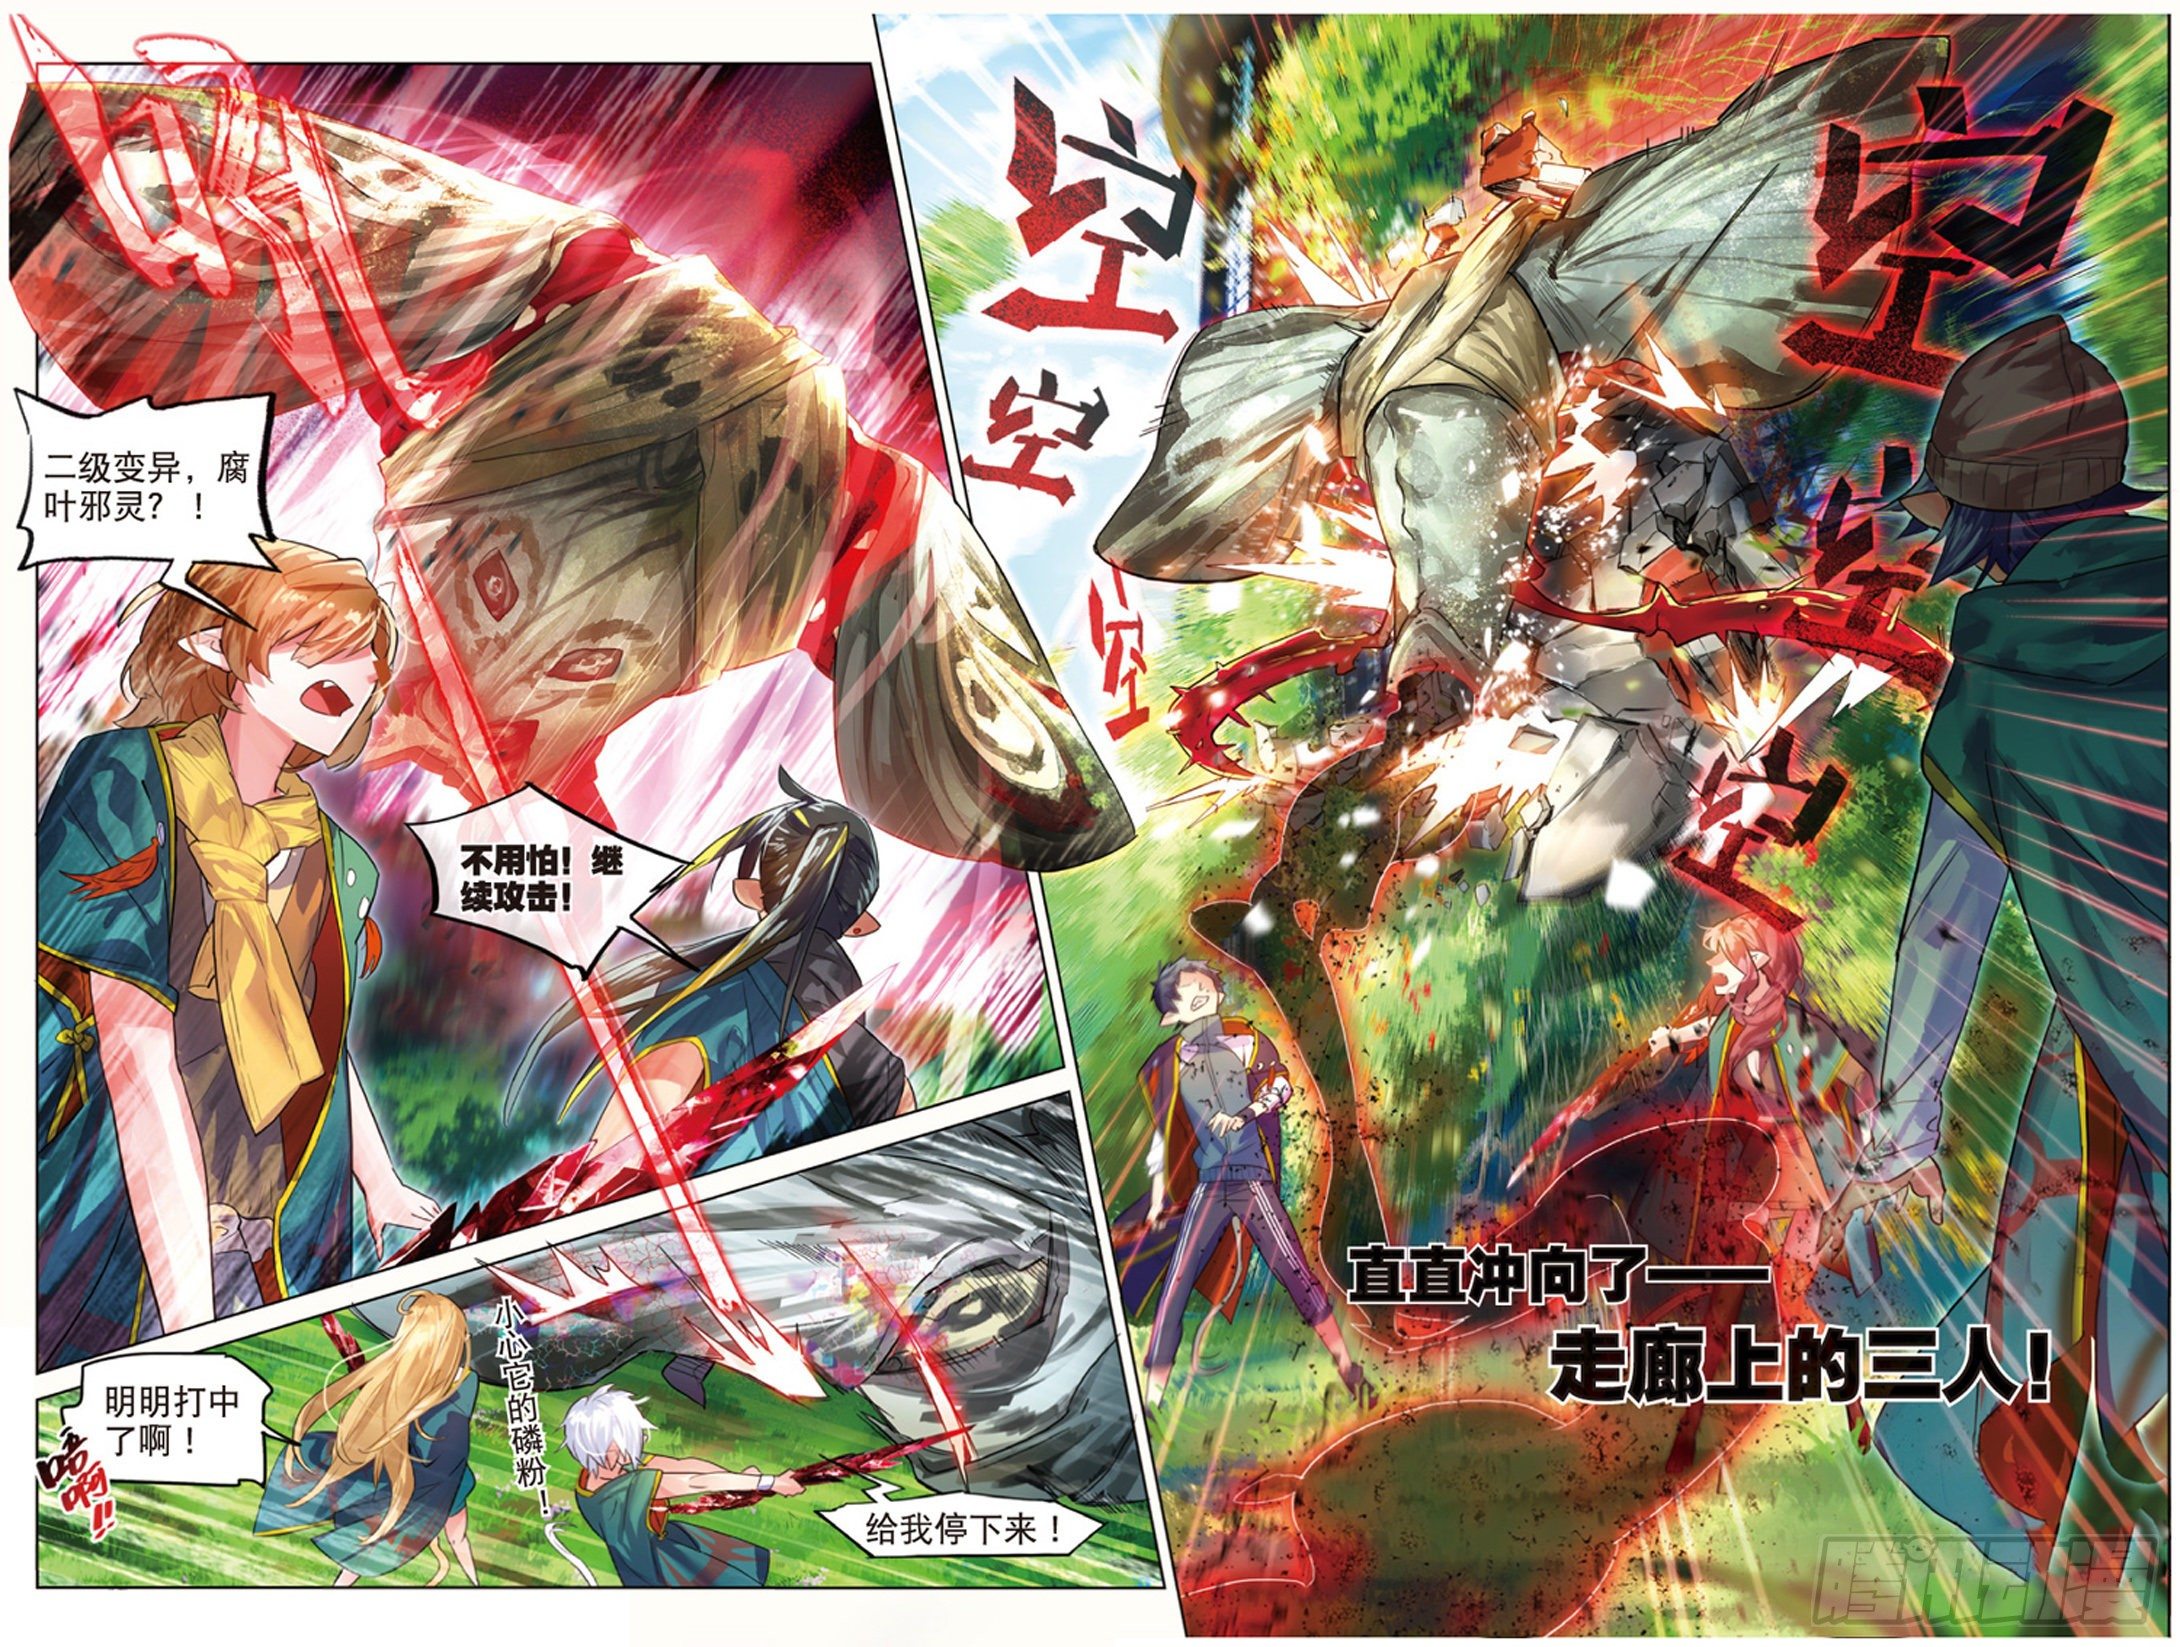 二级变异，腐
叶邪灵？！
不用怕！继
续攻击！
小心它的磷粉！
明明打中
了啊！
唔啊!!
给我停下来！
空
空
空
空
空
空
直直冲向了——
走廊上的三人！
腾讯动漫